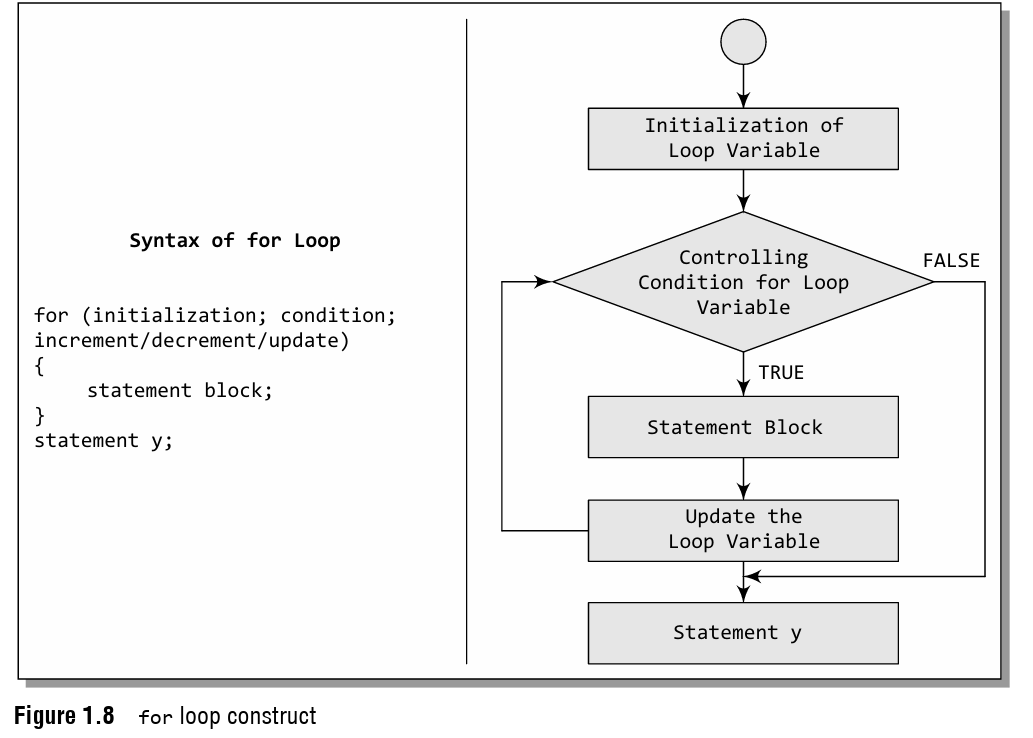 Syntax of for Loop
for (initialization; condition;
increment/decrement/update)
{
statement block;
}
statement y;
Initialization of
Loop Variable
Controlling
Condition for Loop
Variable
FALSE
TRUE
Statement Block
Update the
Loop Variable
Statement y
Figure 1.8 for loop construct